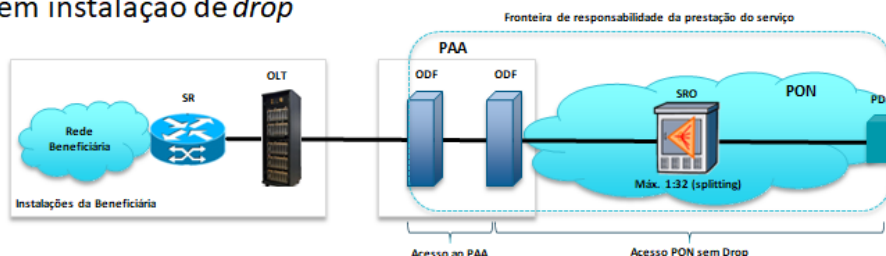 em instalação de drop
Fronteira de responsabilidade da prestação do serviço
PAA
OLT
ODF
ODF
SR
SRO
PON
Rede
Beneficiária
Máx. 1:32 (splitting)
Instalações da Beneficiária
Acesso ao PAA
Acesso PON sem Drop